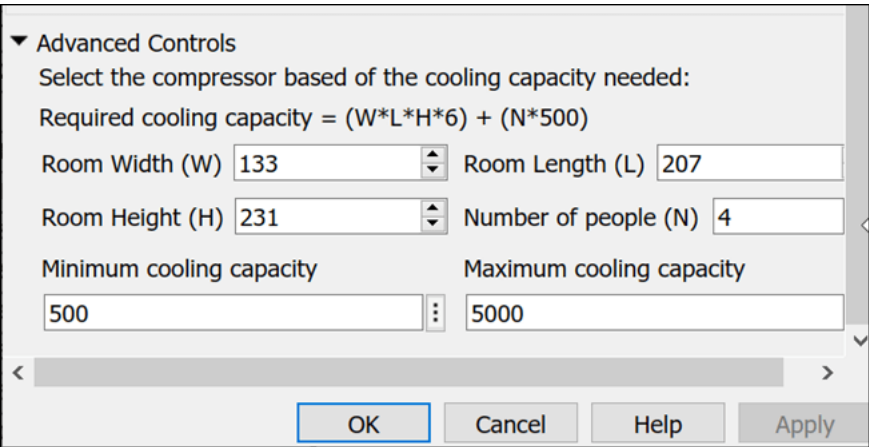 Advanced Controls
Select the compressor based of the cooling capacity needed:
Required cooling capacity = (W*L*H*6) + (N*500)
Room Width (W) 133 Room Length (L) 207
Room Height (H) 231 Number of people (N) 4
Minimum cooling capacity Maximum cooling capacity
500 5000
OK Cancel Help Apply